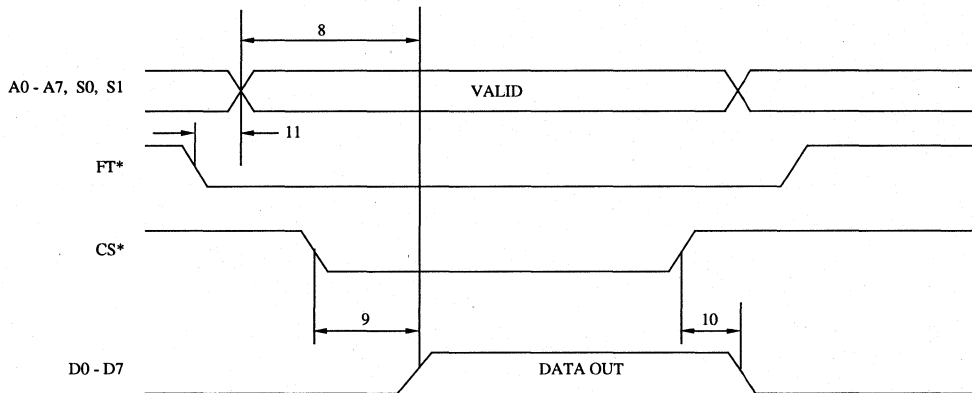 8
A0 - A7, S0, S1
VALID
11
FT*
CS*
9
10
D0 - D7
DATA OUT